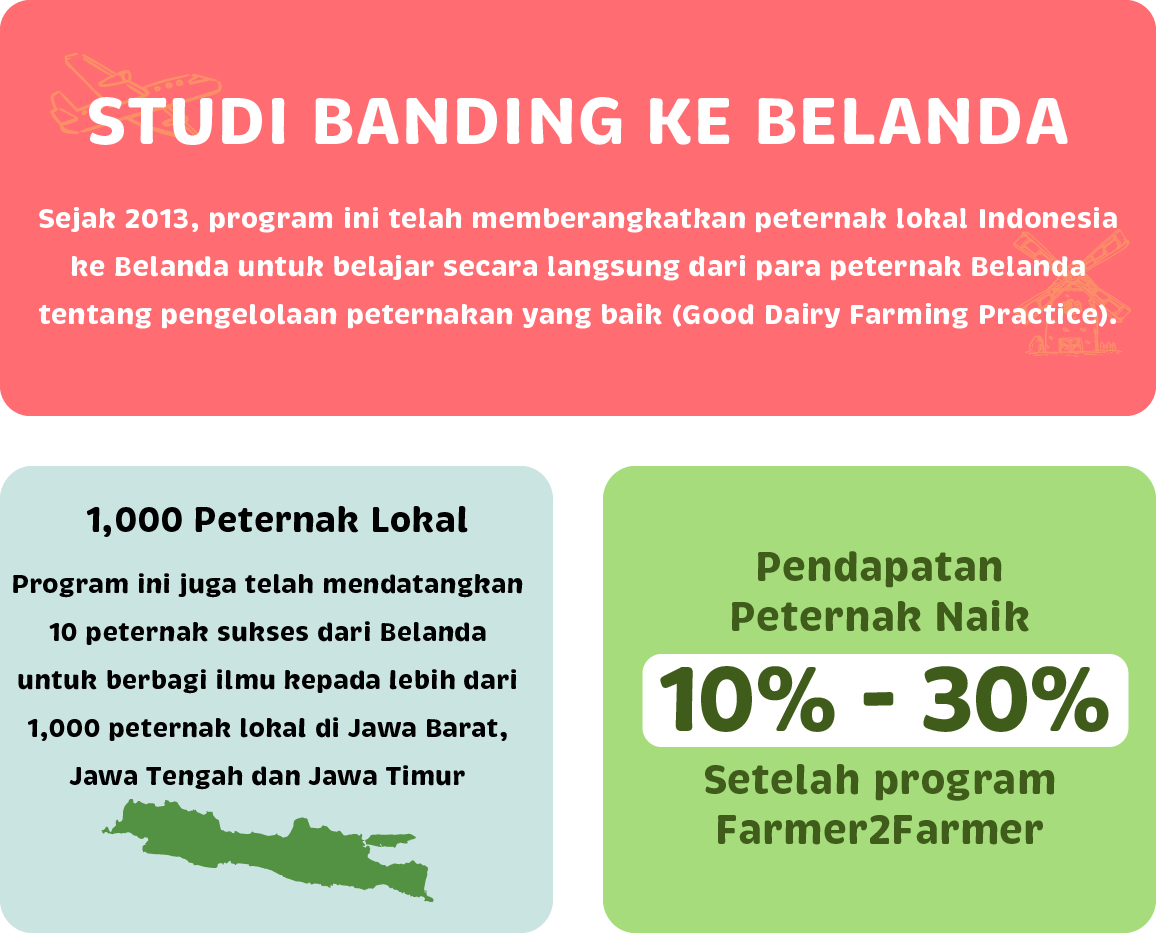 STUDI BANDING KE BELANDA
Sejak 2013, program ini telah memberangkatkan peternak lokal Indonesia
ke Belanda untuk belajar secara langsung dari para peternak Belanda
tentang pengelolaan peternakan yang baik (Good Dairy Farming Practice).
1,000 Peternak Lokal
Program ini juga telah mendatangkan
10 peternak sukses dari Belanda
untuk berbagi ilmu kepada lebih dari
1,000 peternak lokal di Jawa Barat,
Jawa Tengah dan Jawa Timur
Pendapatan
Peternak Naik
10% - 30%
Setelah program
Farmer2Farmer